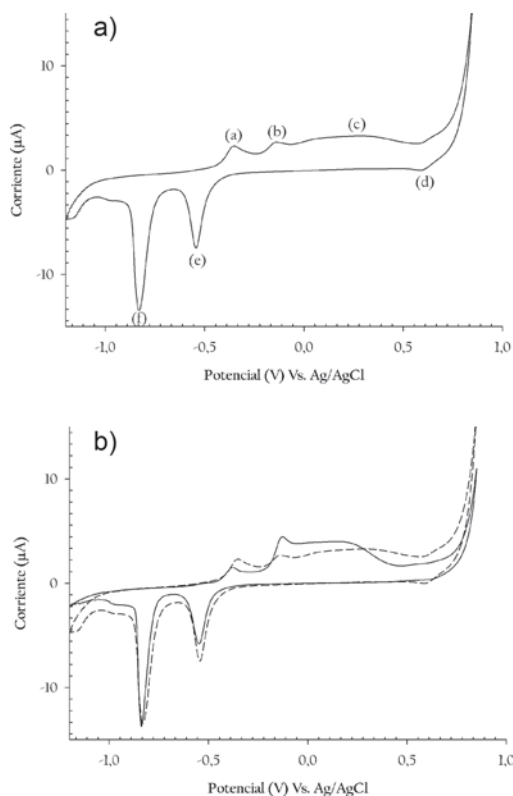 a)
10
(a)
(b)
(c)
0
(d)
(e)
-10
(f)
Corriente (µA)
-1,0
-0,5
0,0
0,5
1,0
Potencial (V) Vs. Ag/AgCl
b)
10
0
-10
Corriente (µA)
-1,0
-0,5
0,0
0,5
1,0
Potencial (V) Vs. Ag/AgCl